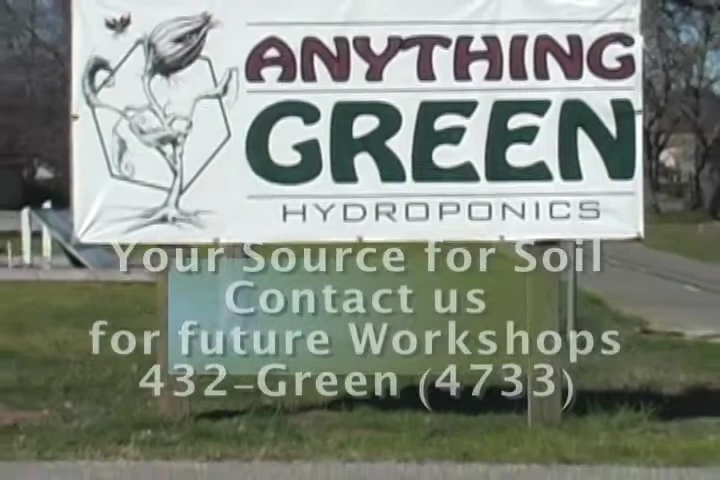 ANYTHING
GREEN
HYDROPONICS
Your Source for Soil
Contact us
for future Workshops
432-Green (4733)